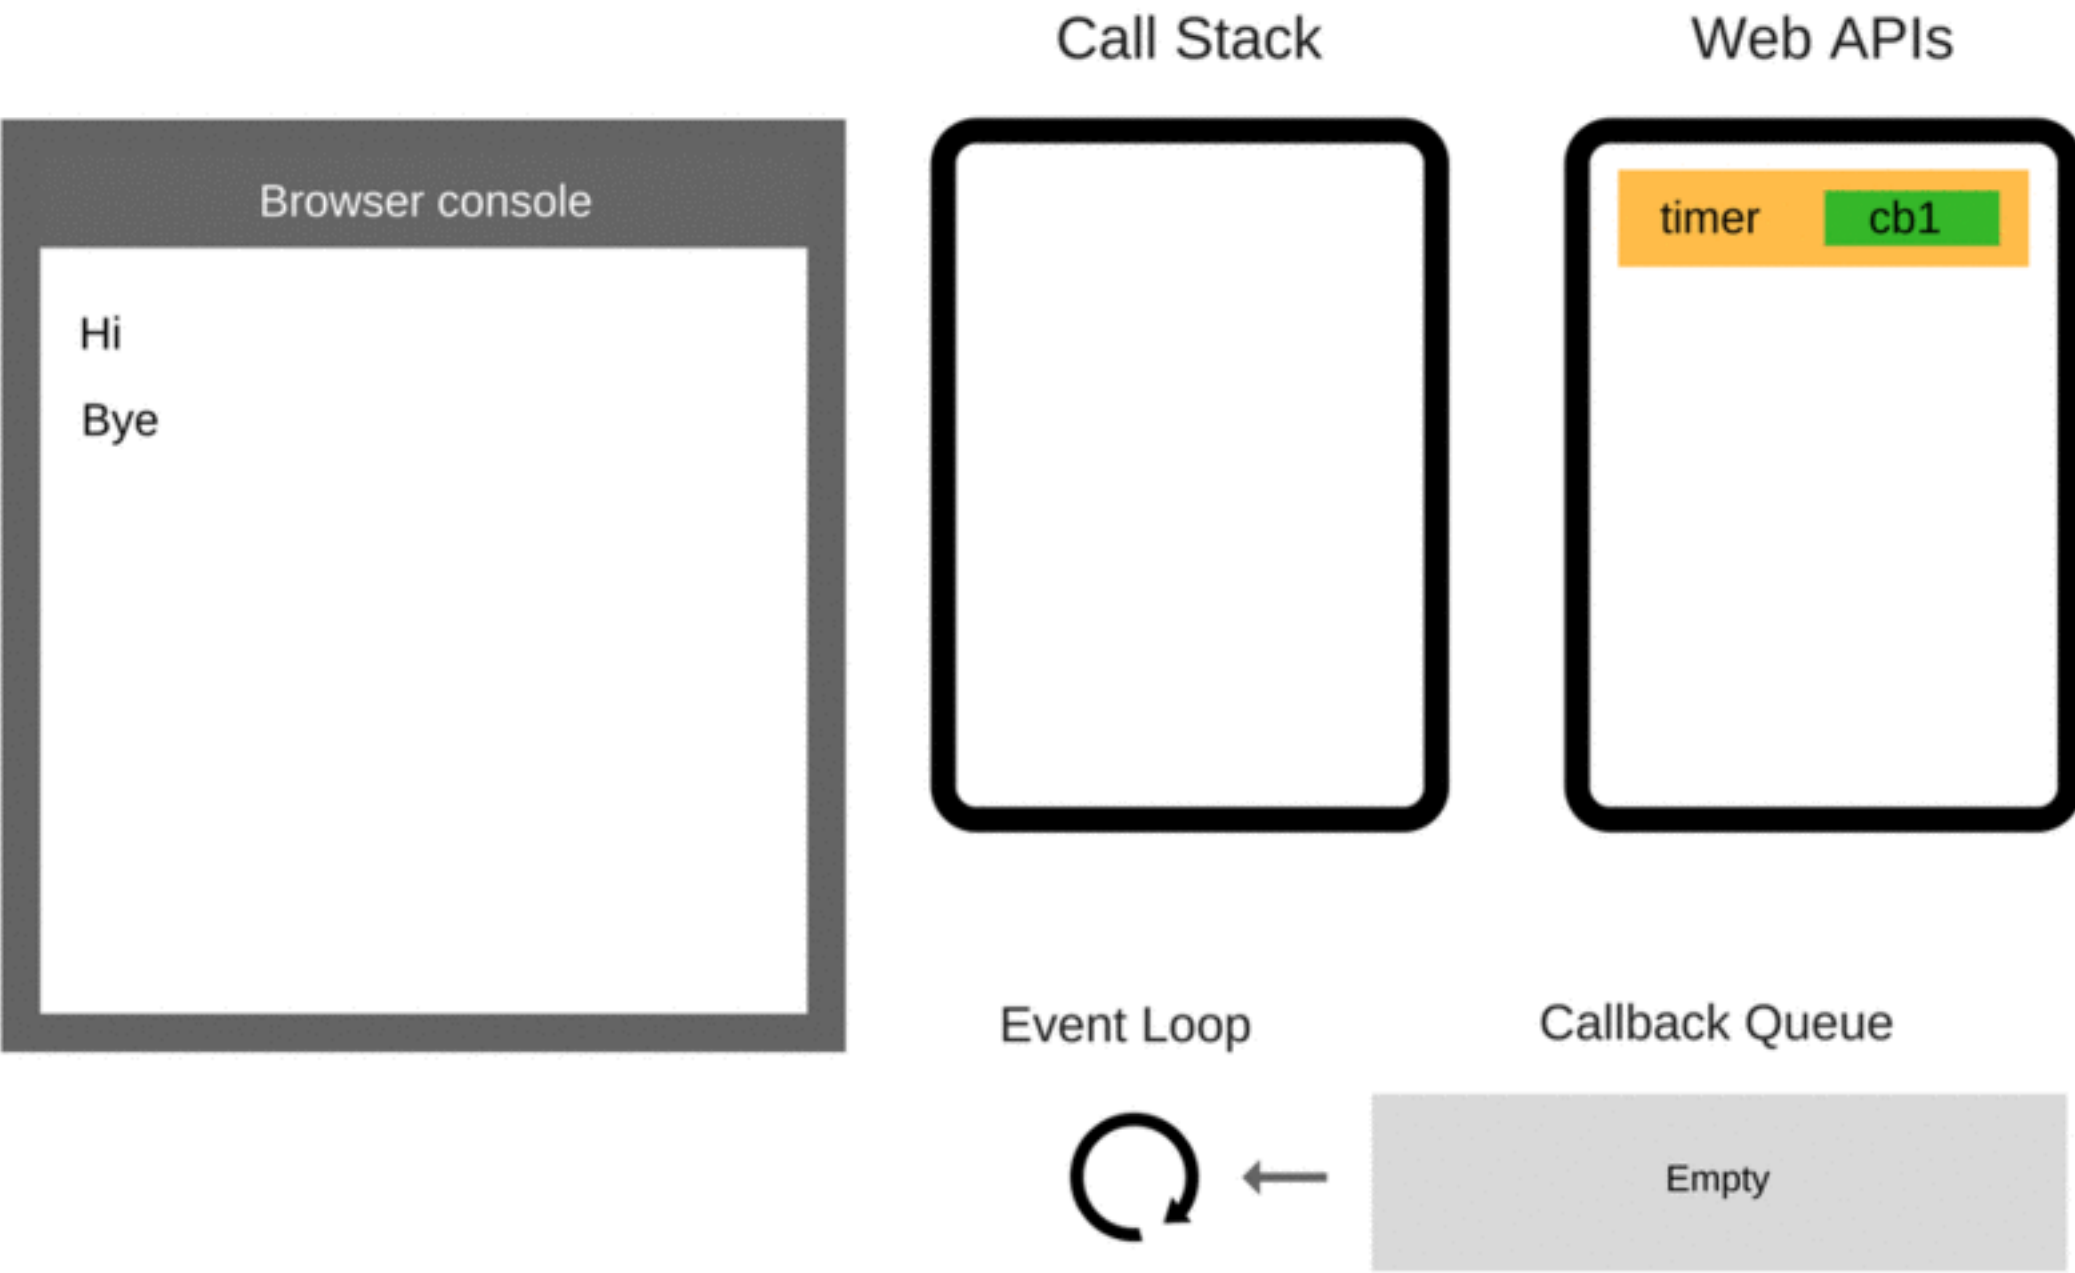 Call Stack
Web APIs
Browser console
timer
cb1
Hi
Bye
Event Loop
Callback Queue
Empty